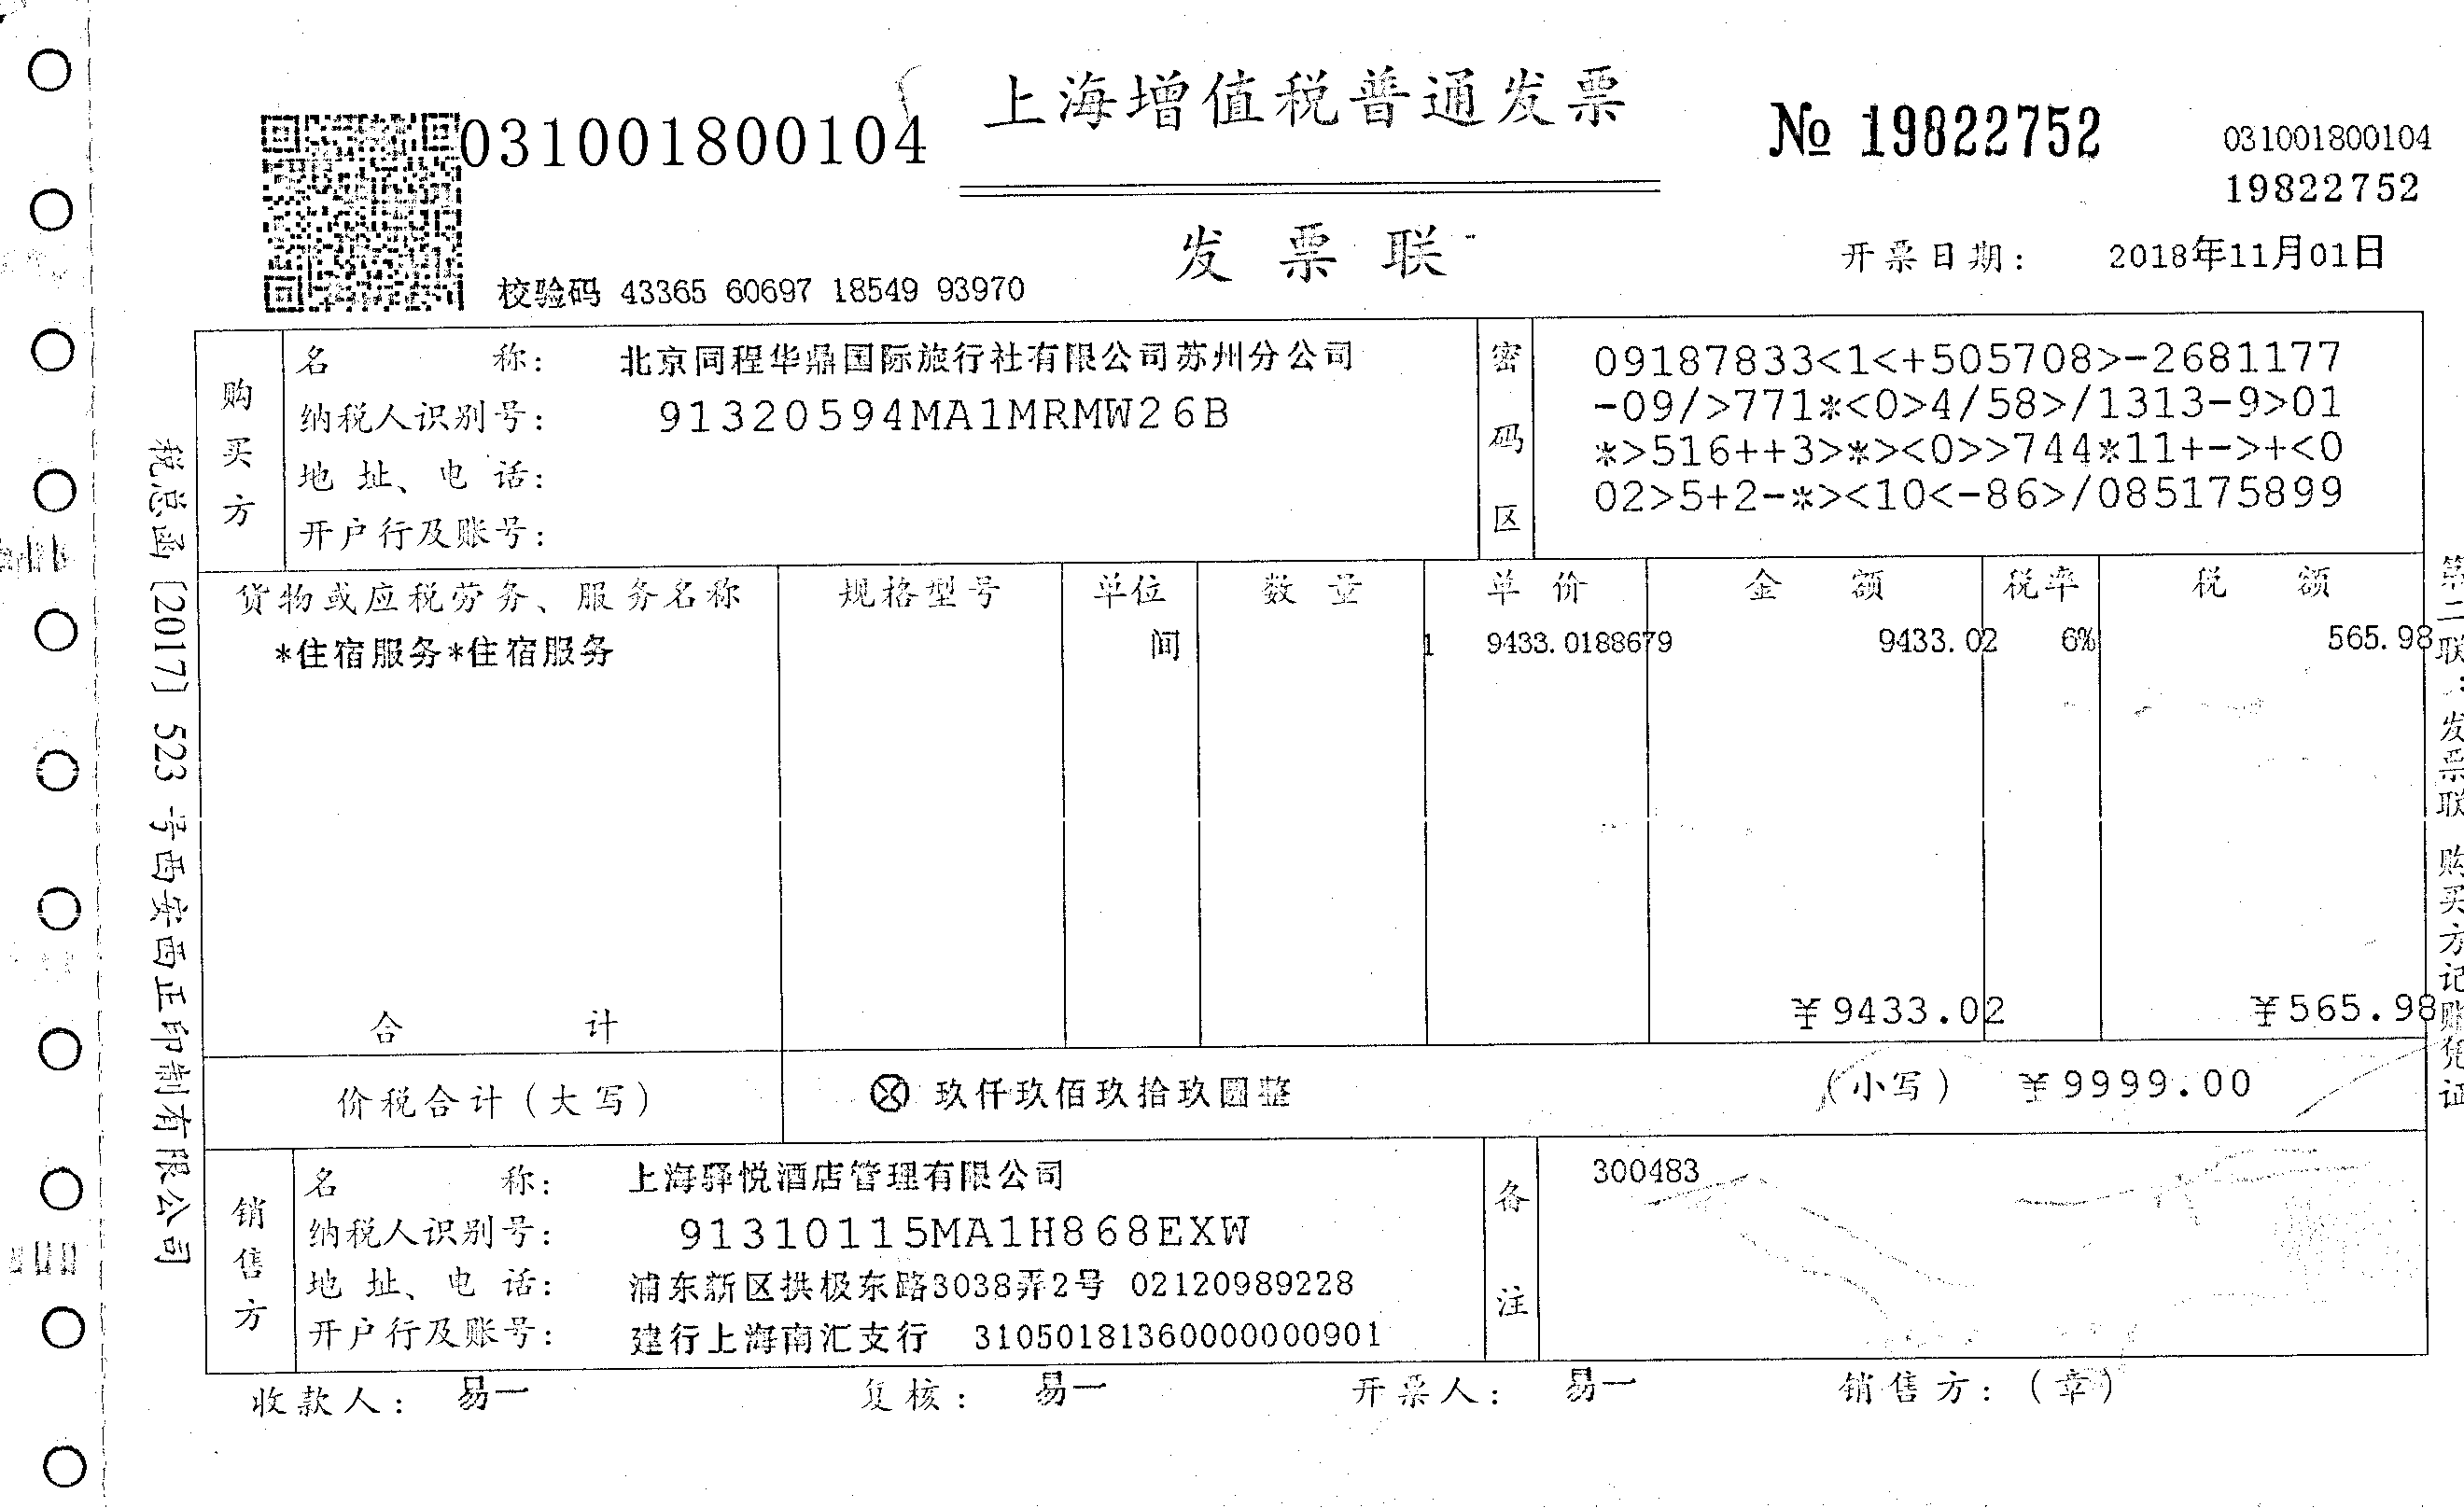 上海增值税普通发票
031001800104
№ 19822752
031001800104
19822752
发票联
开票日期: 2018年11月01日
校验码 43365 60697 18549 93970
购买方
名称: 北京同程华鼎国际旅行社有限公司苏州分公司
纳税人识别号: 91320594MA1MRMW26B
地址、电话:
开户行及账号:
密码区
09187833<1<+505708>-2681177
-09/>771*<0>4/58>/1313-9>01
*>516++3>*><0>>744*11+->+<0
02>5+2-*><10<-86>/085175899
货物或应税劳务、服务名称 规格型号 单位 数量 单价 金额 税率 税额
*住宿服务*住宿服务 间 1 9433.0188679 9433.02 6% 565.98
合计 ¥9433.02 ¥565.98
价税合计(大写) ⊗玖仟玖佰玖拾玖圆整 (小写) ¥9999.00
销售方
名称: 上海驿悦酒店管理有限公司
纳税人识别号: 91310115MA1H868EXW
地址、电话: 浦东新区拱极东路3038弄2号 02120989228
开户行及账号: 建行上海南汇支行 31050181360000000901
备注
300483
收款人: 易一 复核: 易一 开票人: 易一 销售方:(章)
税总函〔2017〕523号西安西正印制有限公司
第二联:发票联 购买方记账凭证